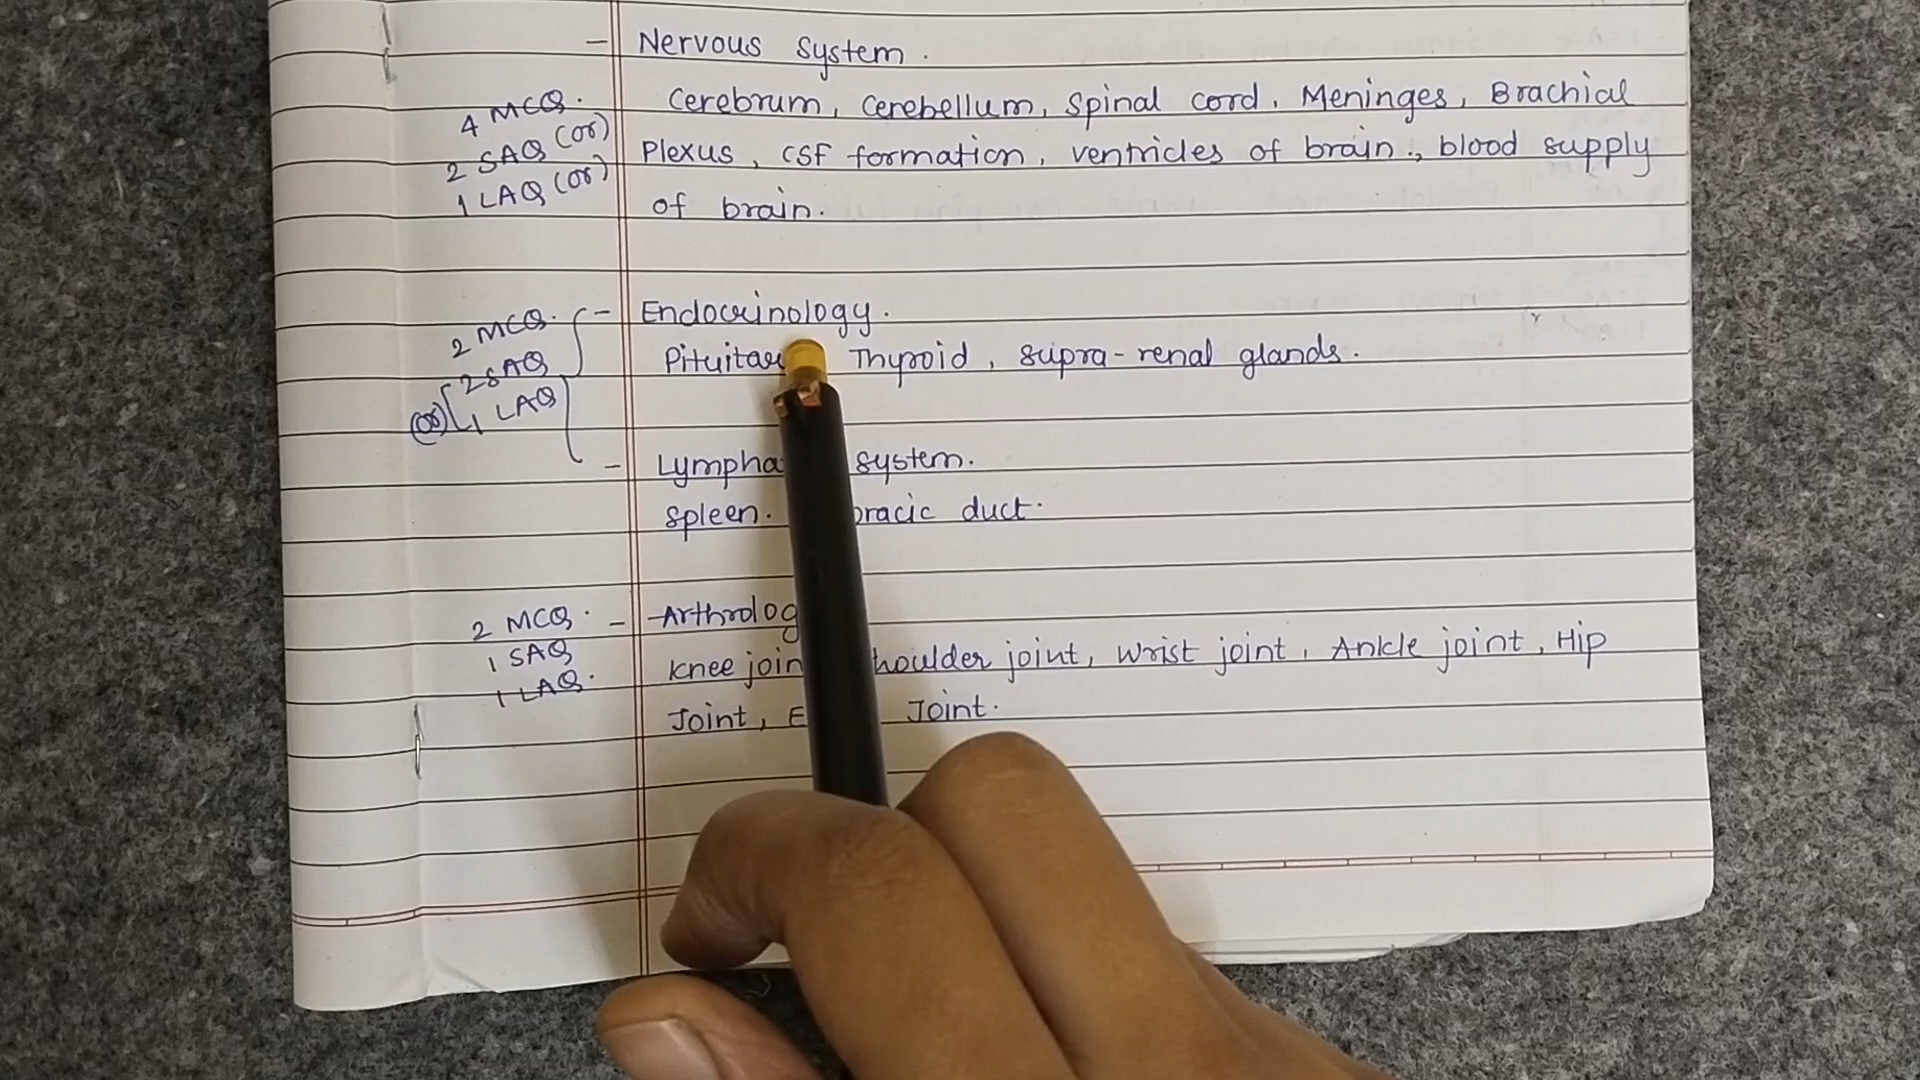 - Nervous system.
4 MCQ.
2 SAQ (or)
1 LAQ (or)
Cerebrum, cerebellum, spinal cord, Meninges, Brachial
Plexus, CSF formation, ventricles of brain., blood supply
of brain.
2 MCQ.
2 SAQ
(or) 1 LAQ
- Endocrinology.
Thyroid, supra-renal glands.
- system.
spleen. duct.
2 MCQ.
1 SAQ
1 LAQ.
-
Knee joint, wrist joint, Ankle joint, Hip
Joint, Joint.